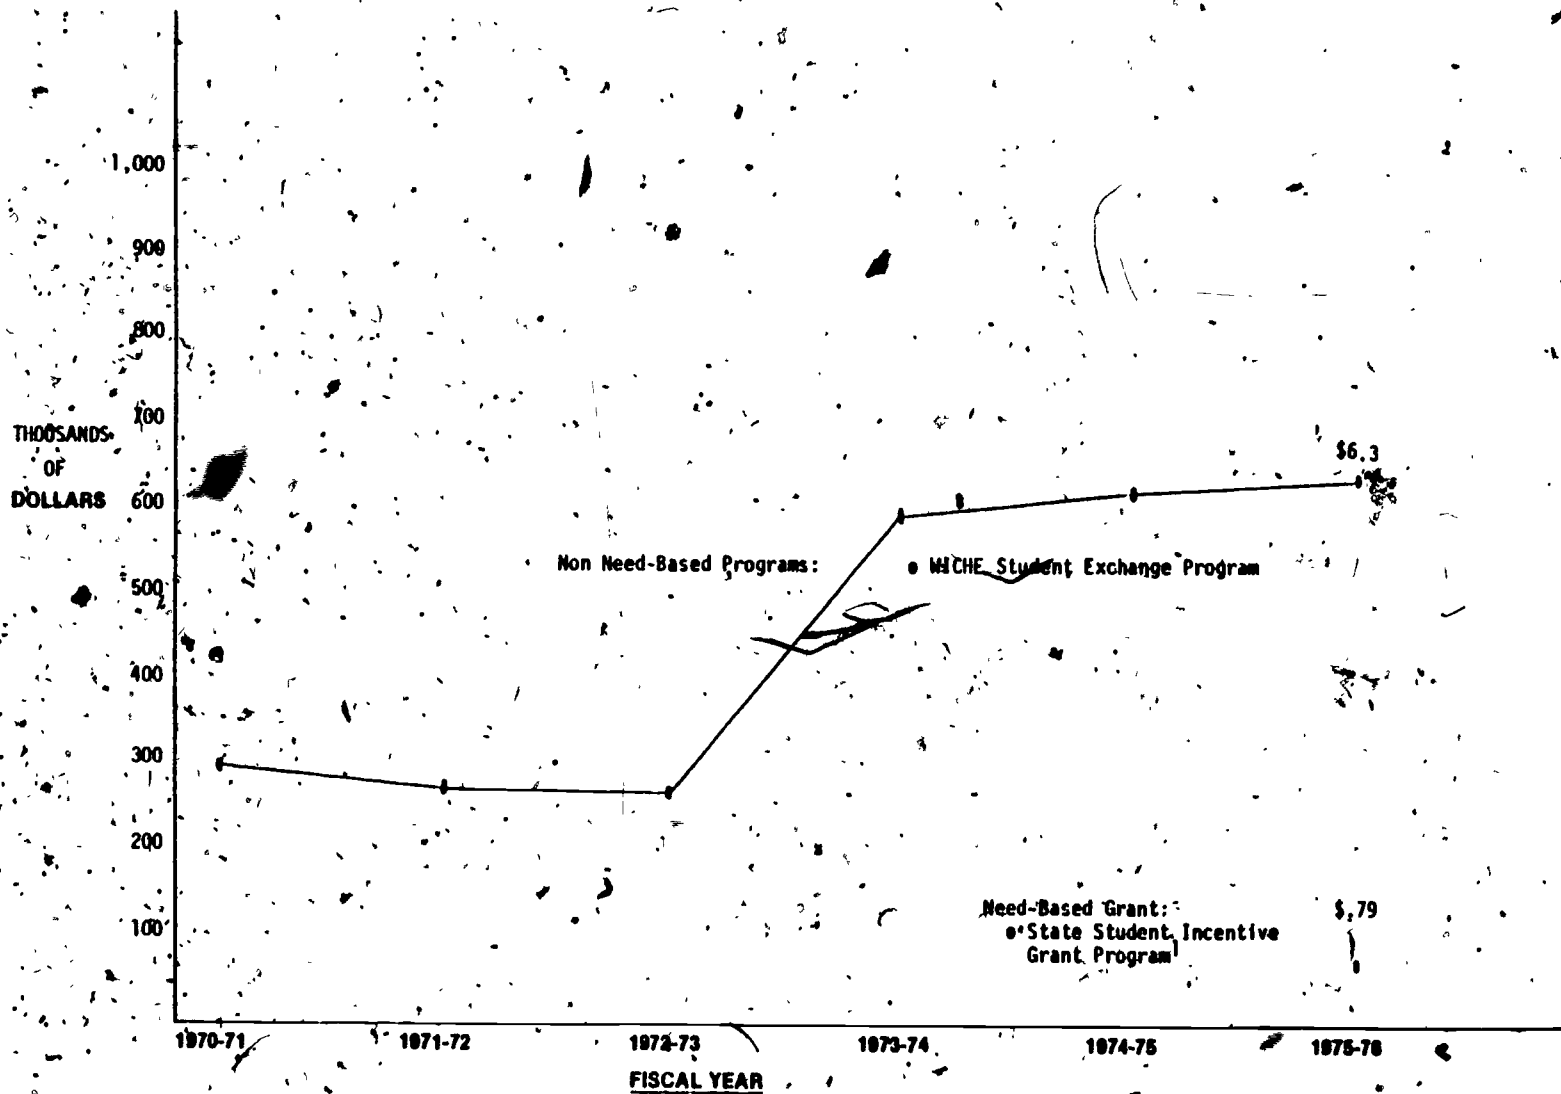 1,000
900
800
700
THOUSANDS
OF
DOLLARS
600
$6.3
Non Need-Based Programs: • WICHE Student Exchange Program
500
400
300
200
100
Need-Based Grant: $.79
• State Student Incentive
Grant Program
1970-71 1971-72 1972-73 1973-74 1974-75 1975-76
FISCAL YEAR